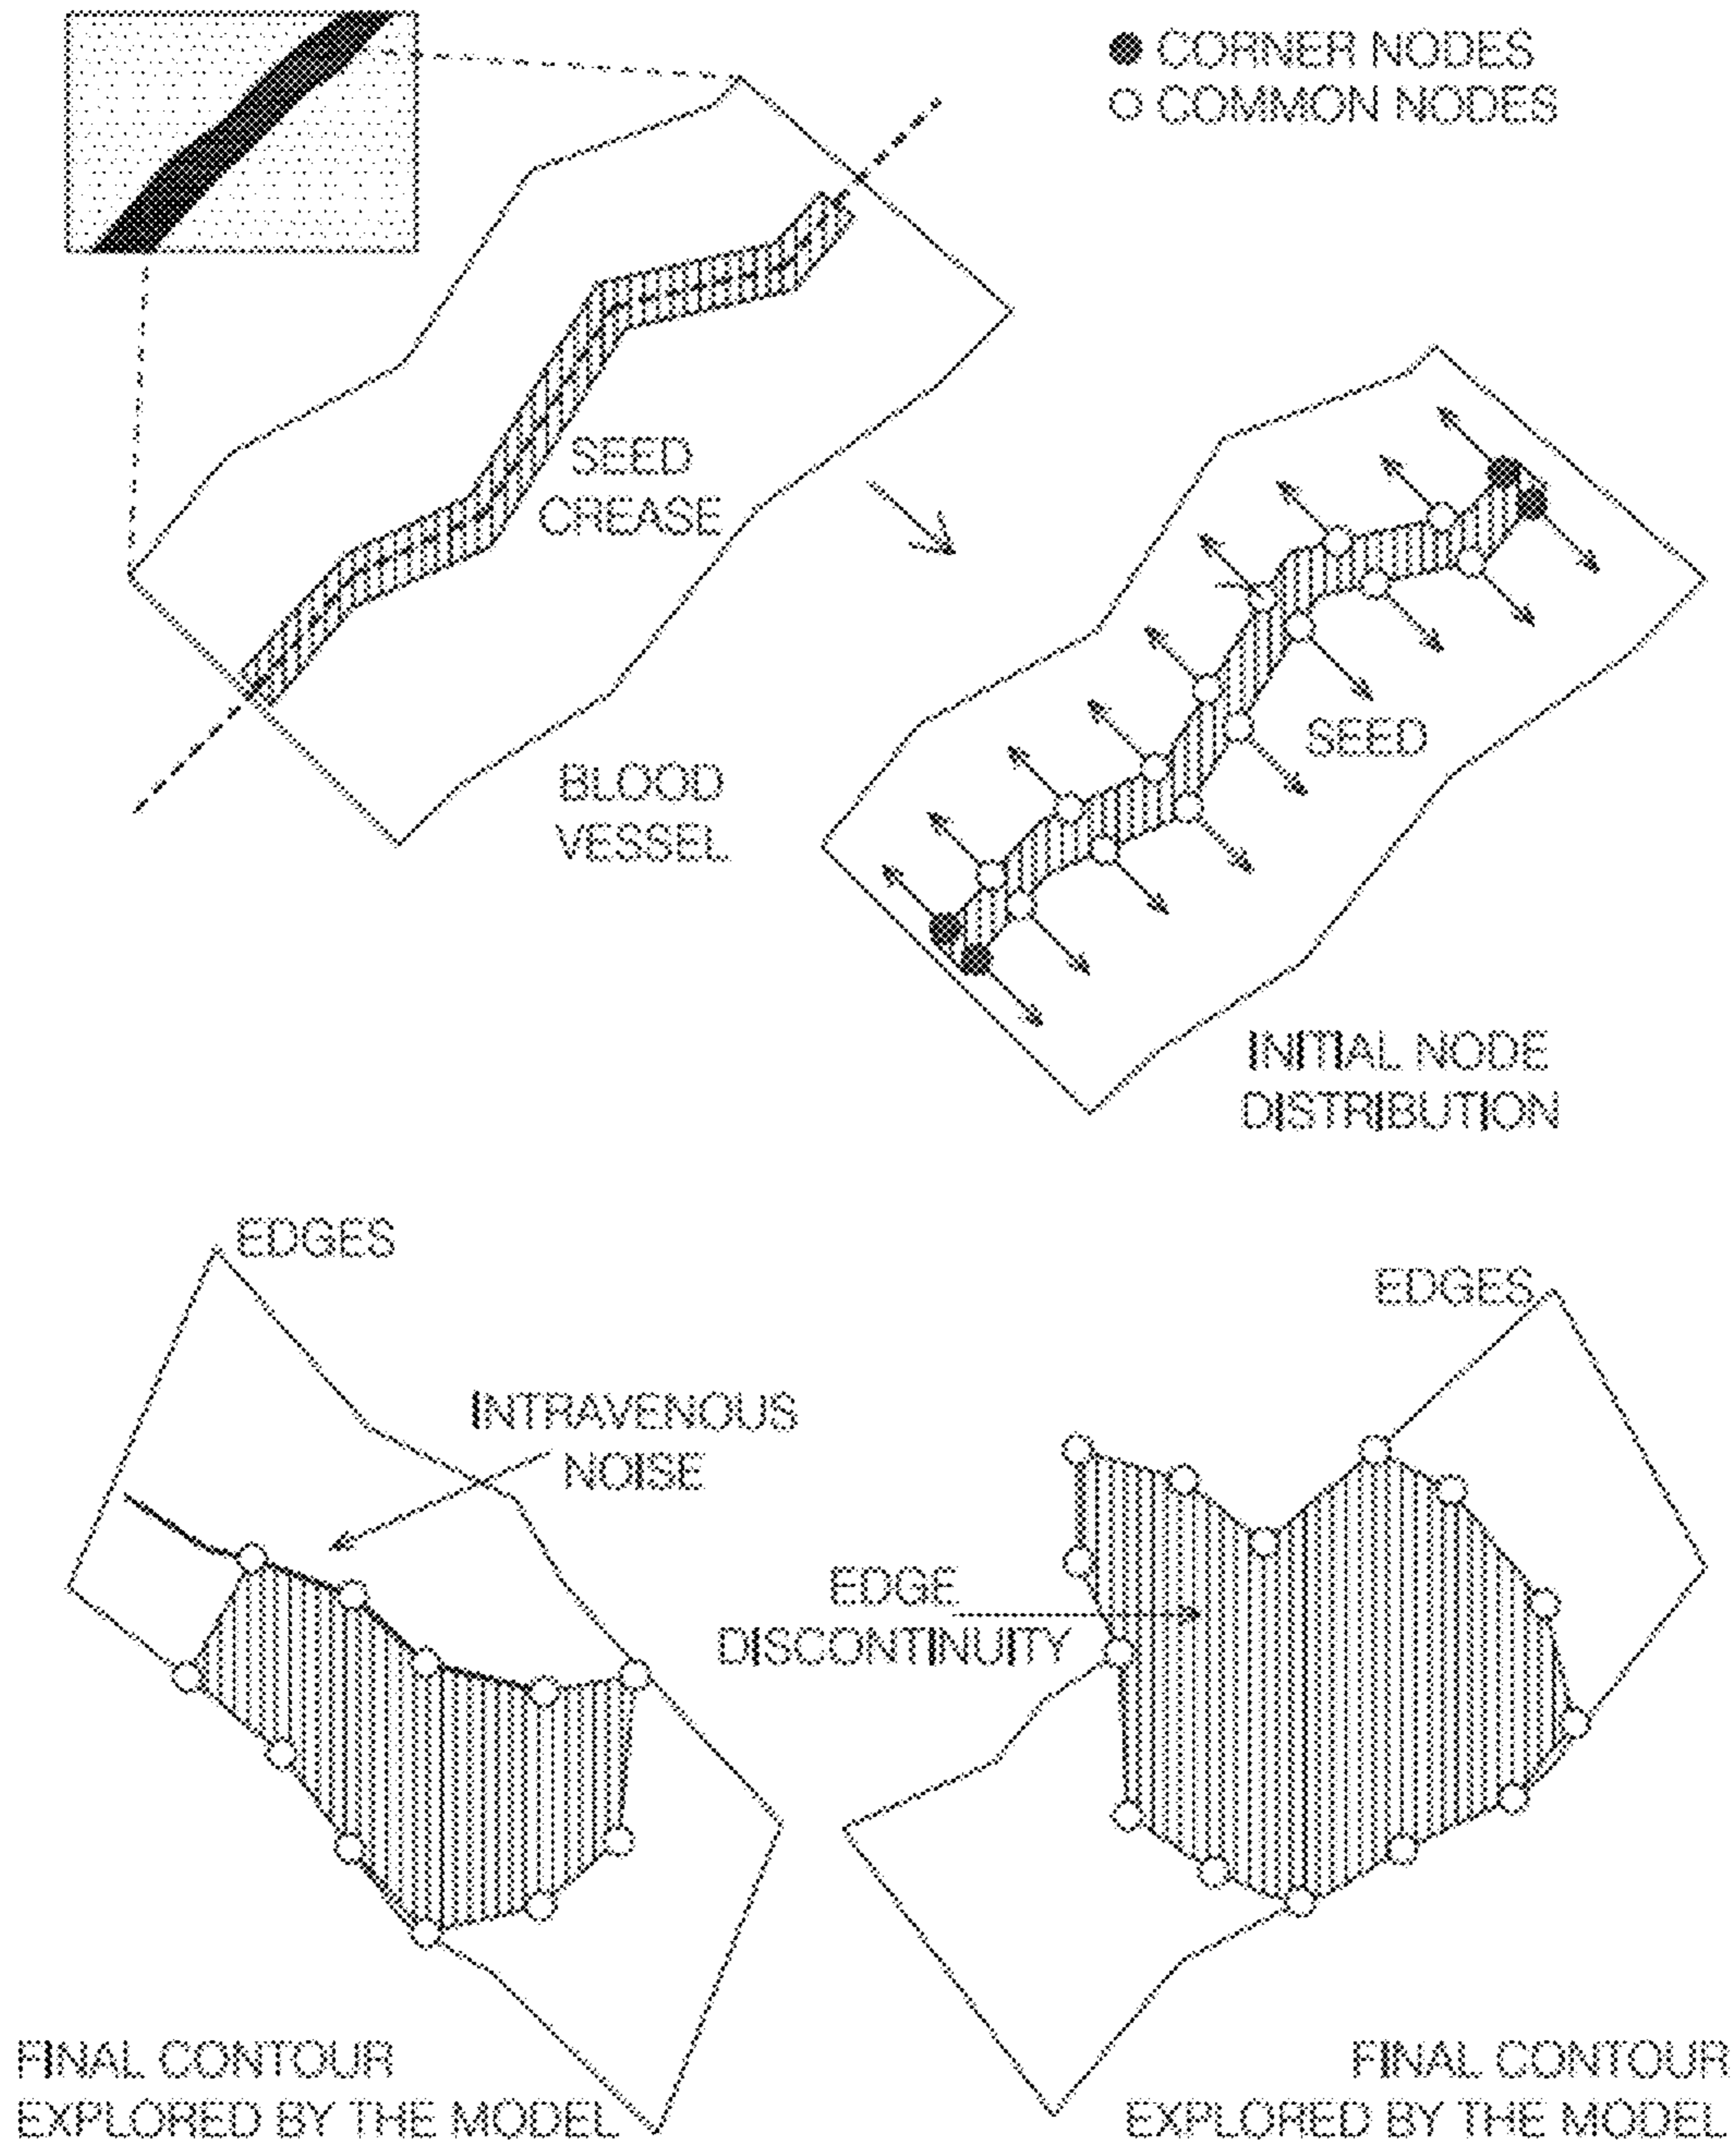 CORNER NODES
COMMON NODES
SEED
CREASE
BLOOD
VESSEL
SEED
INITIAL NODE
DISTRIBUTION
EDGES
EDGES
INTRAVENOUS
NOISE
EDGE
DISCONTINUITY
FINAL CONTOUR
EXPLORED BY THE MODEL
FINAL CONTOUR
EXPLORED BY THE MODEL